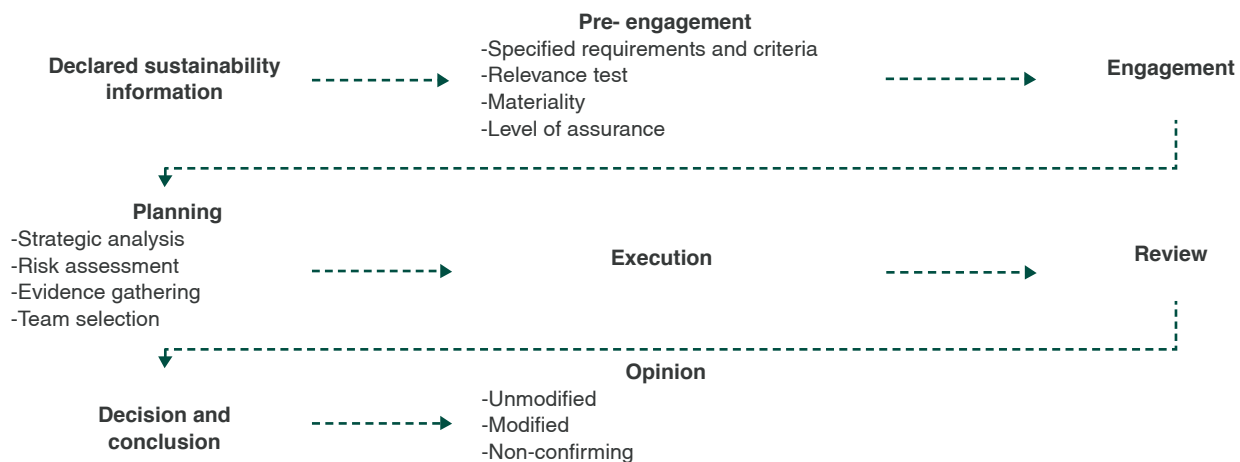 Declared sustainability
information
Pre- engagement
-Specified requirements and criteria
-Relevance test
-Materiality
-Level of assurance
Engagement
Planning
-Strategic analysis
-Risk assessment
-Evidence gathering
-Team selection
Execution
Review
Decision and
conclusion
Opinion
-Unmodified
-Modified
-Non-confirming